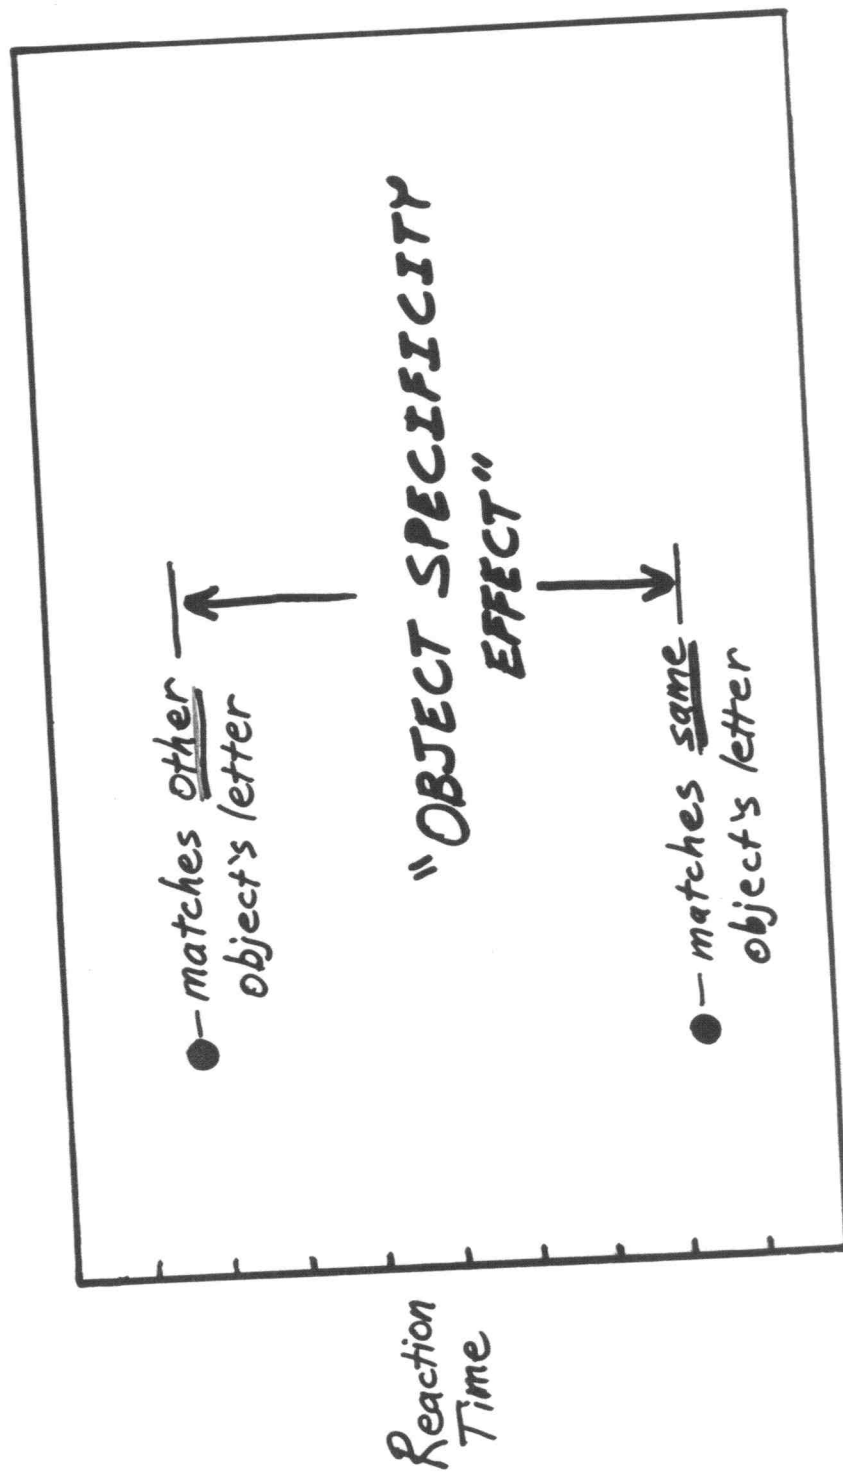 matches other
object's letter
"OBJECT SPECIFICITY
EFFECT"
matches same
object's letter
Reaction
Time